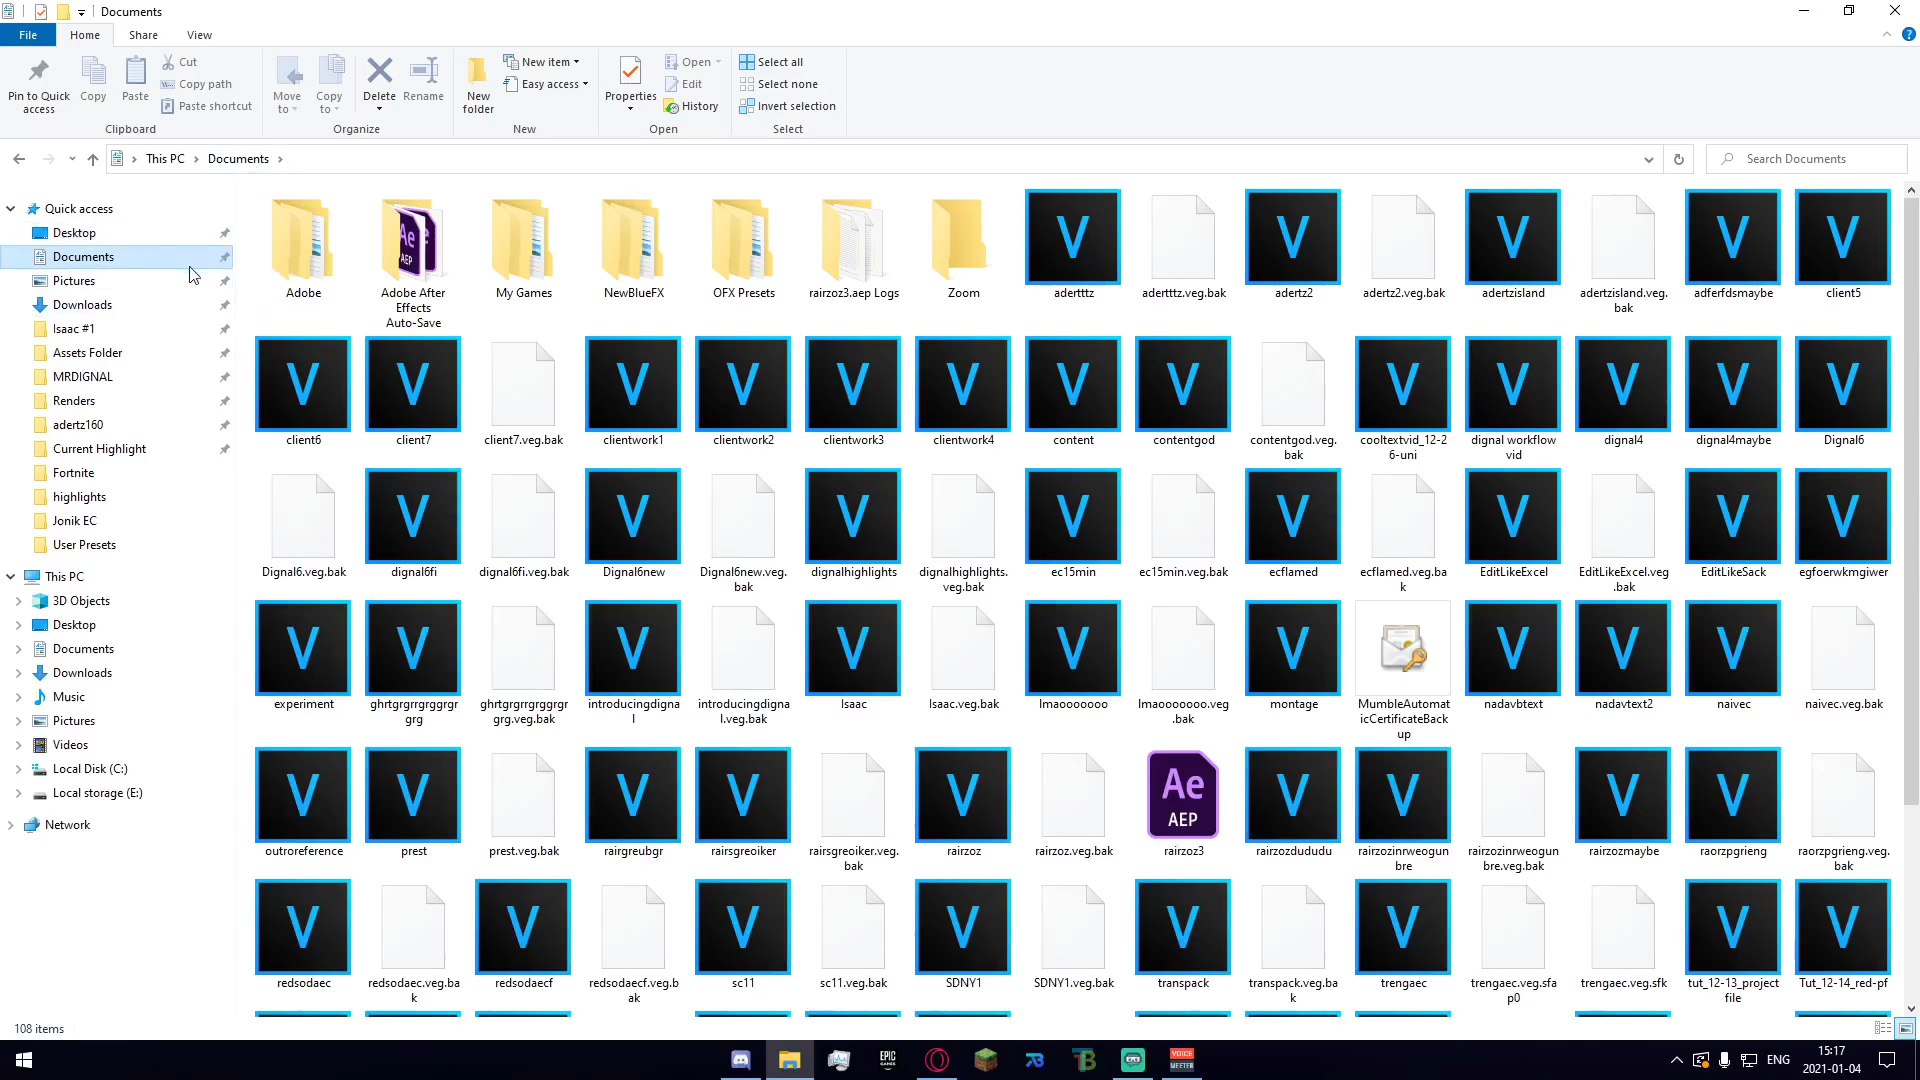 Documents
File
Home
Share
View
Pin to Quick
access
Copy
Paste
Cut
Copy path
Paste shortcut
Clipboard
Move
to
Copy
to
Delete
Rename
Organize
New
folder
New item
Easy access
New
Properties
Open
Edit
History
Open
Select all
Select none
Invert selection
Select
This PC
Documents
Search Documents
Quick access
Desktop
Documents
Pictures
Downloads
Isaac #1
Assets Folder
MRDIGNAL
Renders
adertz160
Current Highlight
Fortnite
highlights
Jonik EC
User Presets
This PC
3D Objects
Desktop
Documents
Downloads
Music
Pictures
Videos
Local Disk (C:)
Local storage (E:)
Network
Adobe
Ae
AEP
Adobe After
Effects
Auto-Save
My Games
NewBlueFX
OFX Presets
rairzoz3.aep Logs
Zoom
adertttz
adertttz.veg.bak
adertz2
adertz2.veg.bak
adertzisland
adertzisland.veg.
bak
adferfdsmaybe
client5
client6
client7
client7.veg.bak
clientwork1
clientwork2
clientwork3
clientwork4
content
contentgod
contentgod.veg.
bak
cooltextvid_12-2
6-uni
dignal workflow
vid
dignal4
dignal4maybe
Dignal6
Dignal6.veg.bak
dignal6fi
dignal6fi.veg.bak
Dignal6new
Dignal6new.veg.
bak
dignalhighlights
dignalhighlights.
veg.bak
ec15min
ec15min.veg.bak
ecflamed
ecflamed.veg.ba
k
EditLikeExcel
EditLikeExcel.veg
.bak
EditLikeSack
egfoerwkmgiwer
experiment
ghrtgrgrrgrggrgr
grg
ghrtgrgrrgrggrgr
grg.veg.bak
introducingdigna
l
introducingdigna
l.veg.bak
Isaac
Isaac.veg.bak
lmaooooooo
lmaooooooo.veg
.bak
montage
MumbleAutomat
icCertificateBack
up
nadavbtext
nadavtext2
naivec
naivec.veg.bak
outroreference
prest
prest.veg.bak
rairgreubgr
rairsgreoiker
rairsgreoiker.veg.
bak
rairzoz
rairzoz.veg.bak
Ae
AEP
rairzoz3
rairzozdududu
rairzozinrweogun
bre
rairzozinrweogun
bre.veg.bak
rairzozmaybe
raorzpgrieng
raorzpgrieng.veg.
bak
redsodaec
redsodaec.veg.ba
k
redsodaecf
redsodaecf.veg.b
ak
sc11
sc11.veg.bak
SDNY1
SDNY1.veg.bak
transpack
transpack.veg.ba
k
trengaec
trengaec.veg.sfa
p0
trengaec.veg.sfk
tut_12-13_project
file
Tut_12-14_red-pf
108 items
EPIC
GAMES
VOICE
MEETER
ENG
15:17
2021-01-04